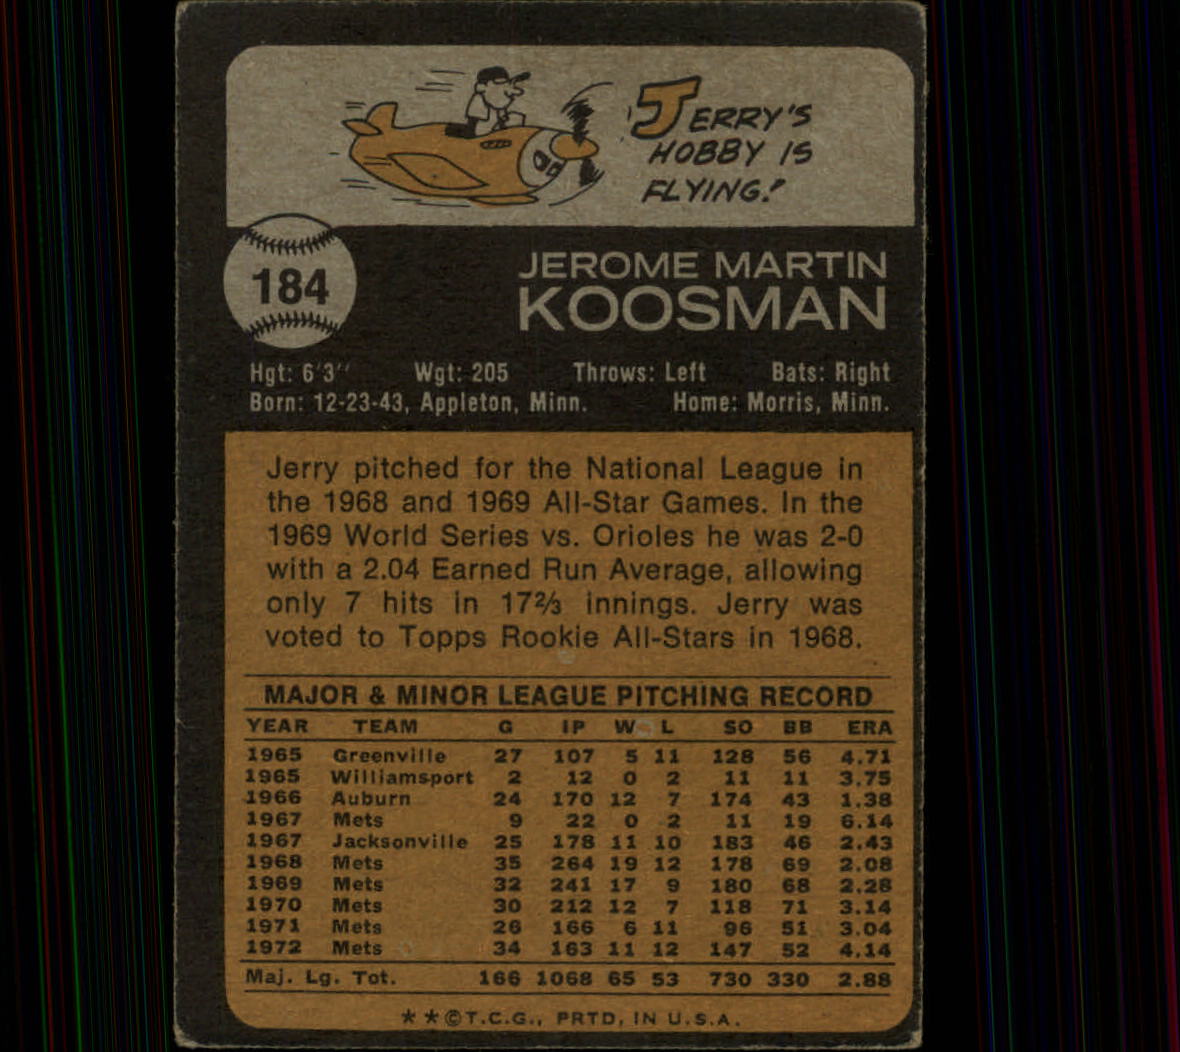 JERRY'S
HOBBY IS
FLYING!
184
JEROME MARTIN
KOOSMAN
Hgt: 6'3'' Wgt: 205 Throws: Left Bats: Right
Born: 12-23-43, Appleton, Minn. Home: Morris, Minn.
Jerry pitched for the National League in
the 1968 and 1969 All-Star Games. In the
1969 World Series vs. Orioles he was 2-0
with a 2.04 Earned Run Average, allowing
only 7 hits in 17⅔ innings. Jerry was
voted to Topps Rookie All-Stars in 1968.
MAJOR & MINOR LEAGUE PITCHING RECORD
YEAR TEAM G IP W L SO BB ERA
1965 Greenville 27 107 5 11 128 56 4.71
1965 Williamsport 2 12 0 2 11 11 3.75
1966 Auburn 24 170 12 7 174 43 1.38
1967 Mets 9 22 0 2 11 19 6.14
1967 Jacksonville 25 178 11 10 183 46 2.43
1968 Mets 35 264 19 12 178 69 2.08
1969 Mets 32 241 17 9 180 68 2.28
1970 Mets 30 212 12 7 118 71 3.14
1971 Mets 26 166 6 11 96 51 3.04
1972 Mets 34 163 11 12 147 52 4.14
Maj. Lg. Tot. 166 1068 65 53 730 330 2.88
**©T.C.G., PRTD, IN U.S.A.